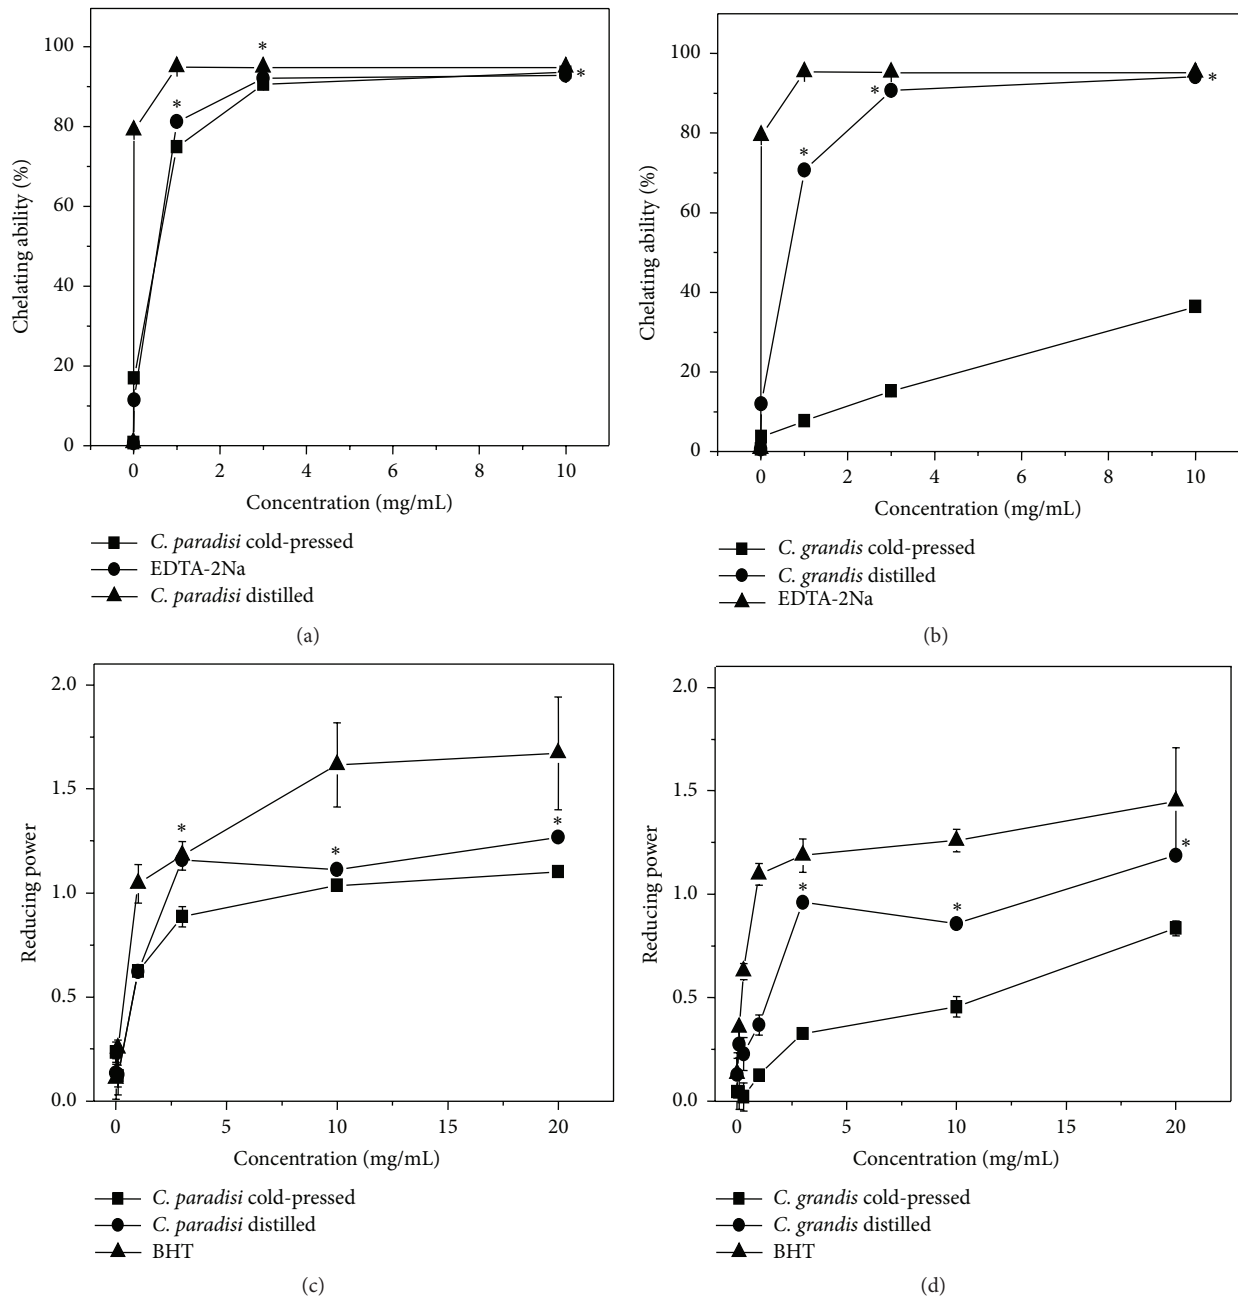 100
80
60
40
20
0
Chelating ability (%)
*
*
*
0 2 4 6 8 10
Concentration (mg/mL)
C. paradisi cold-pressed
EDTA-2Na
C. paradisi distilled
(a)
100
80
60
40
20
0
Chelating ability (%)
*
*
*
0 2 4 6 8 10
Concentration (mg/mL)
C. grandis cold-pressed
C. grandis distilled
EDTA-2Na
(b)
2.0
1.5
1.0
0.5
0.0
Reducing power
*
*
*
0 5 10 15 20
Concentration (mg/mL)
C. paradisi cold-pressed
C. paradisi distilled
BHT
(c)
2.0
1.5
1.0
0.5
0.0
Reducing power
*
*
*
0 5 10 15 20
Concentration (mg/mL)
C. grandis cold-pressed
C. grandis distilled
BHT
(d)